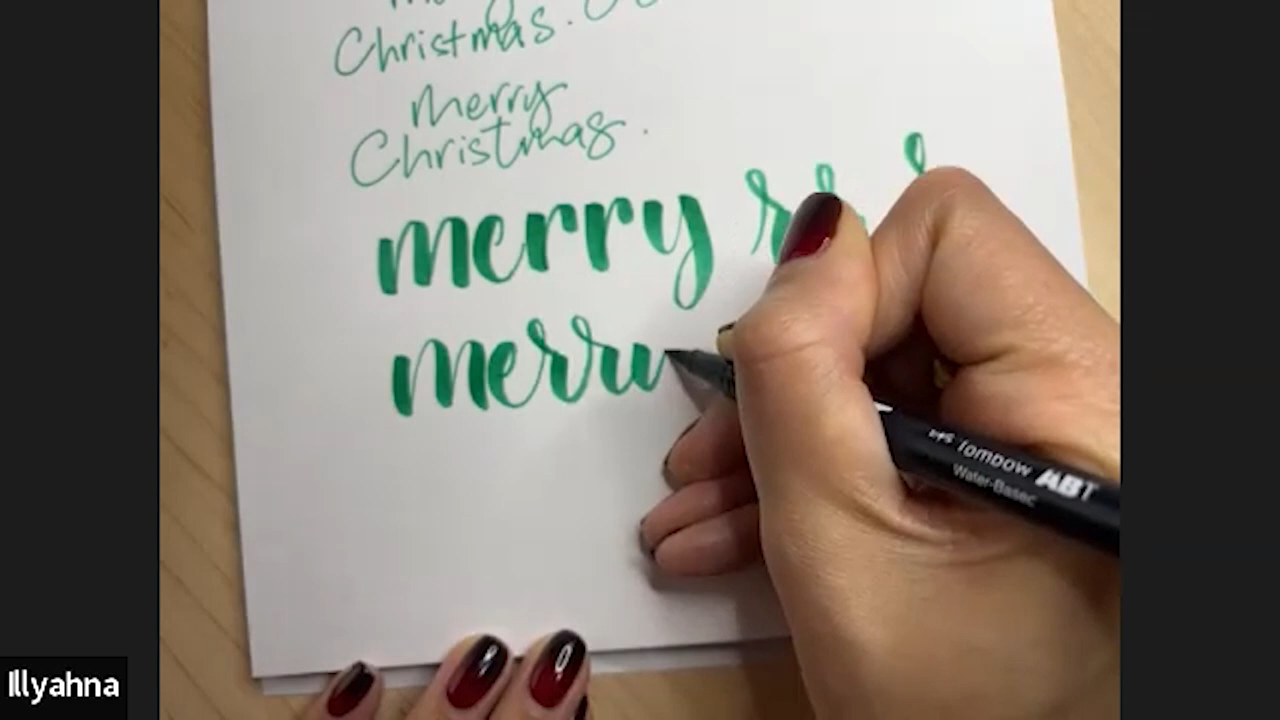 Christmas.
merry
Christmas.
merry
merry
Tombow ABT
Water-Based
Illyahna